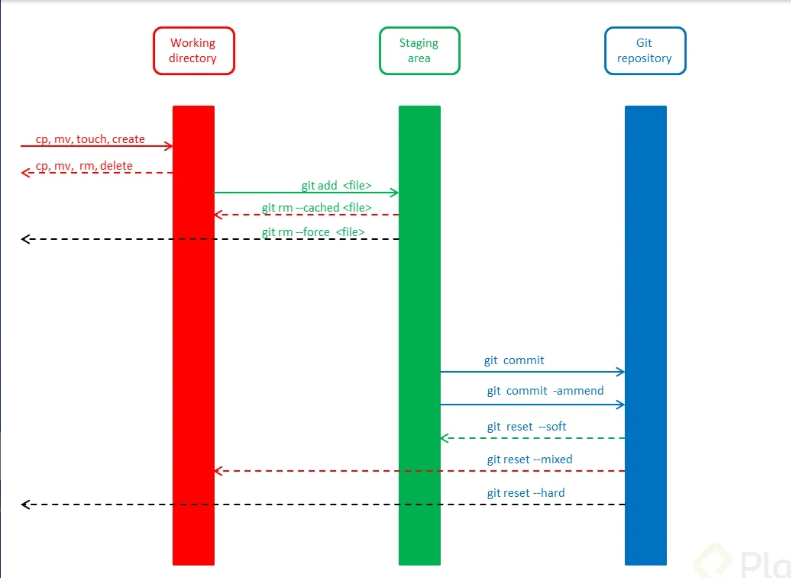 Working
directory
Staging
area
Git
repository
cp, mv, touch, create
cp, mv, rm, delete
git add <file>
git rm --cached <file>
git rm --force <file>
git commit
git commit -ammend
git reset --soft
git reset --mixed
git reset --hard
Pla